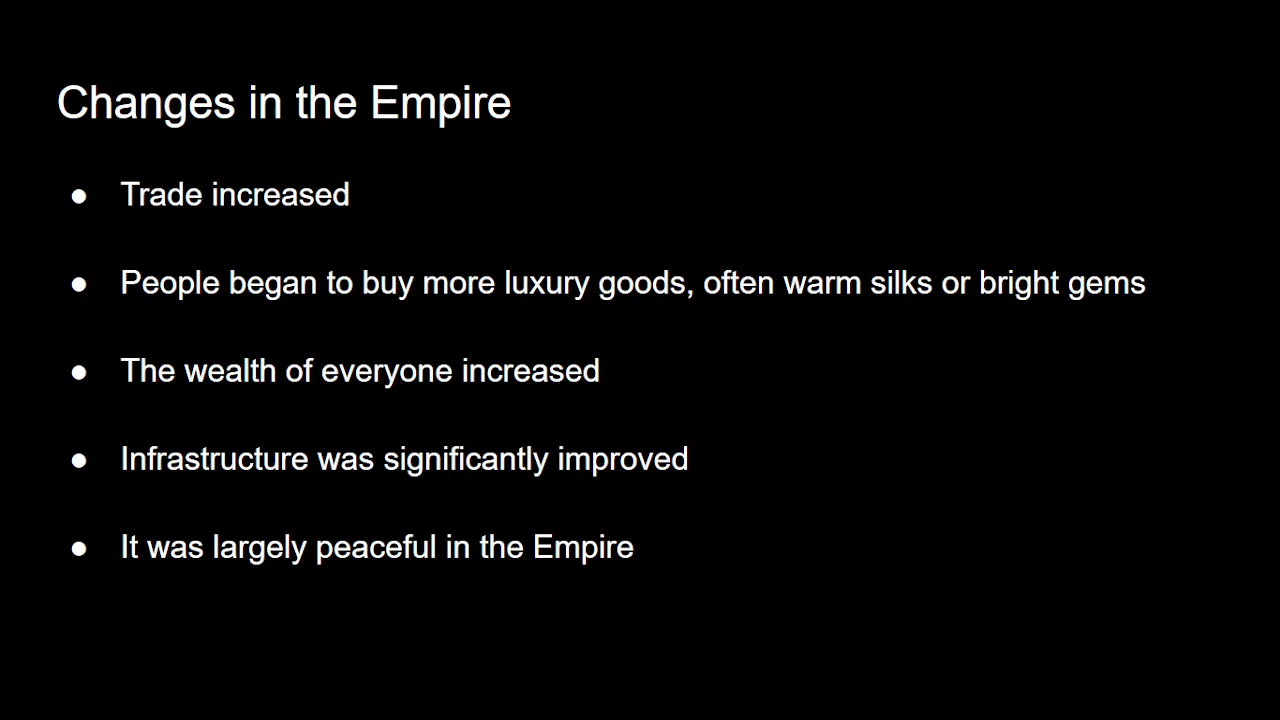 Changes in the Empire
● Trade increased
● People began to buy more luxury goods, often warm silks or bright gems
● The wealth of everyone increased
● Infrastructure was significantly improved
● It was largely peaceful in the Empire